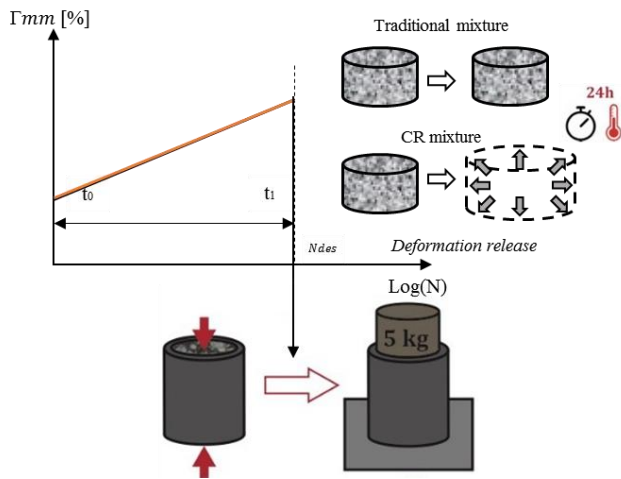 Γmm [%]
Traditional mixture
24h
CR mixture
t₀
t₁
Ndes
Deformation release
Log(N)
5 kg